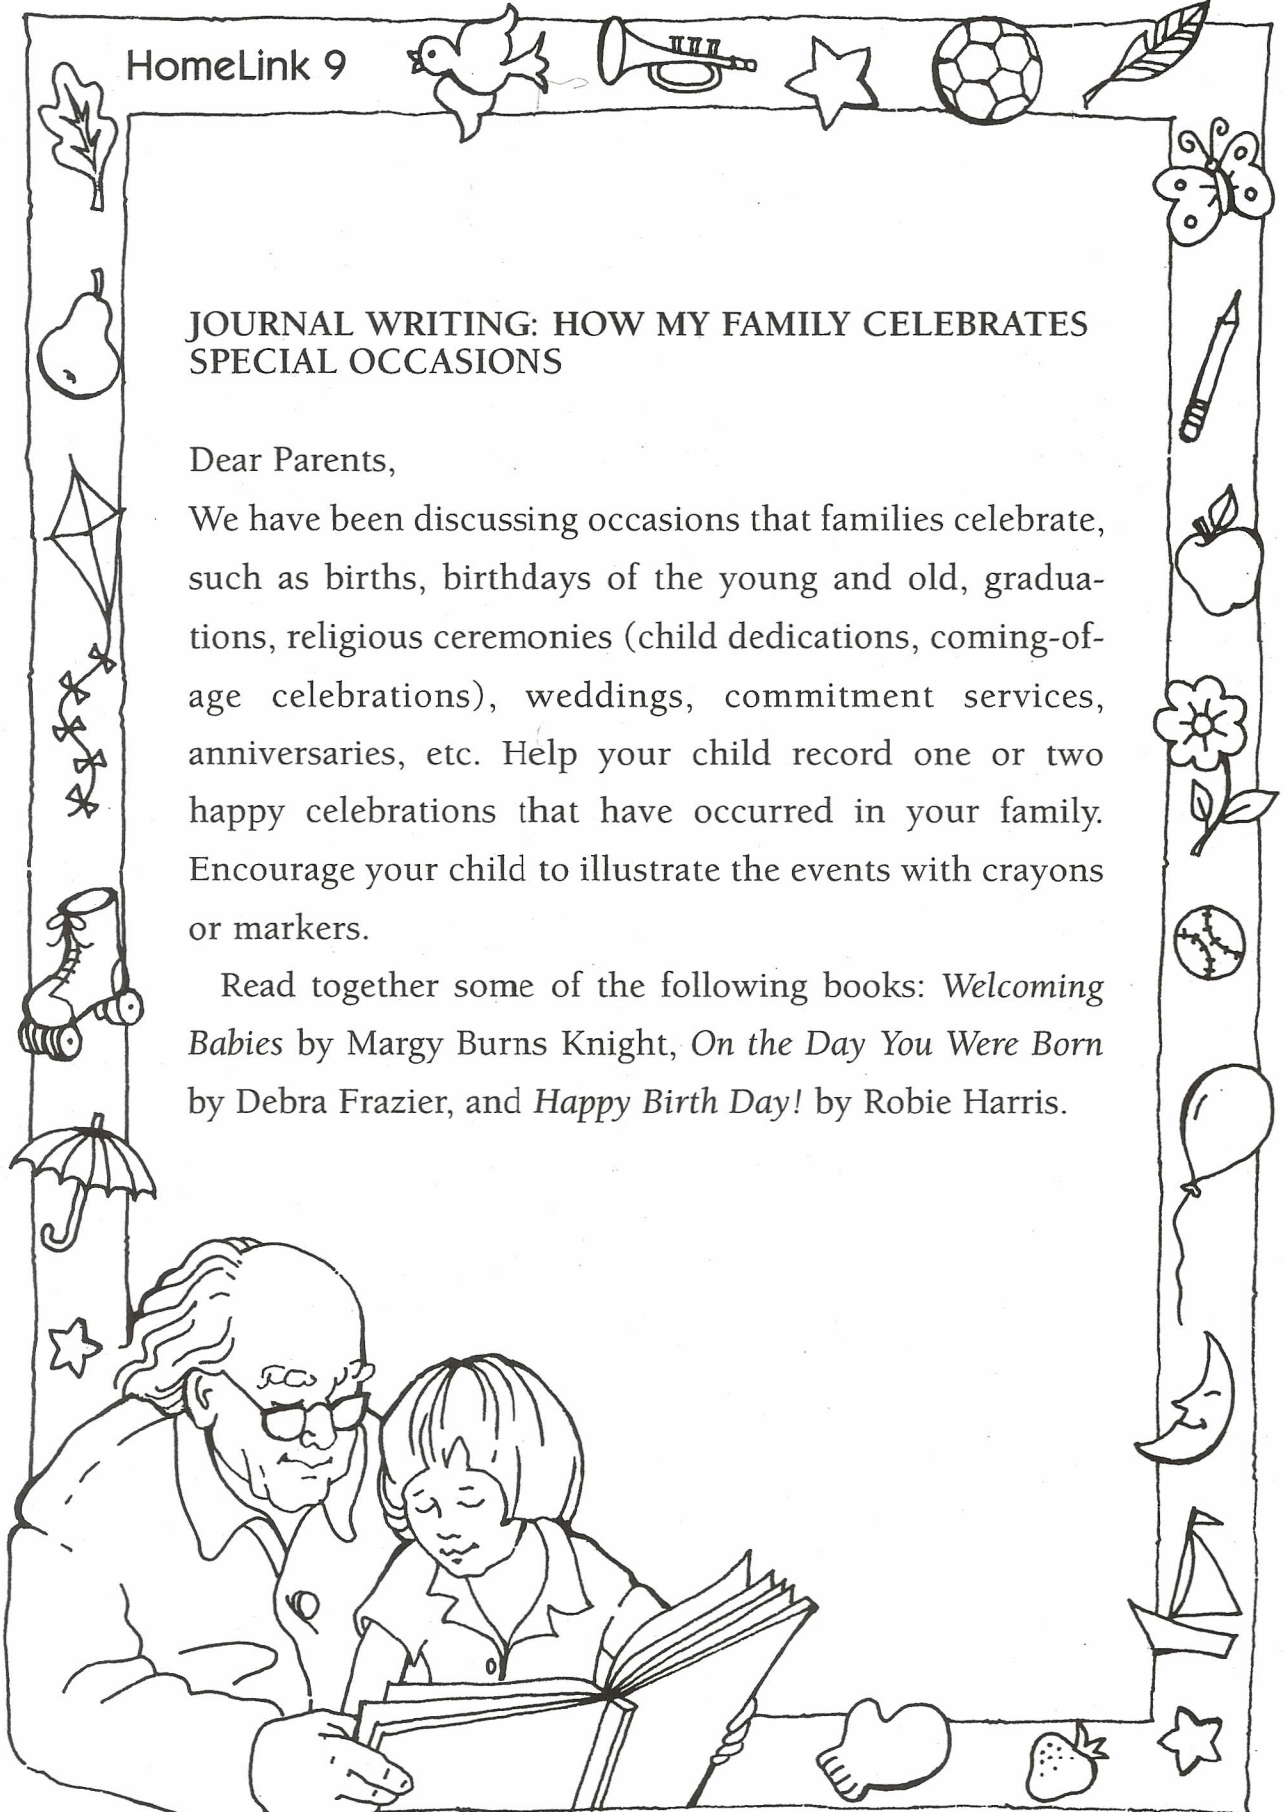 HomeLink 9
JOURNAL WRITING: HOW MY FAMILY CELEBRATES
SPECIAL OCCASIONS
Dear Parents,
We have been discussing occasions that families celebrate,
such as births, birthdays of the young and old, gradua-
tions, religious ceremonies (child dedications, coming-of-
age celebrations), weddings, commitment services,
anniversaries, etc. Help your child record one or two
happy celebrations that have occurred in your family.
Encourage your child to illustrate the events with crayons
or markers.
Read together some of the following books: Welcoming
Babies by Margy Burns Knight, On the Day You Were Born
by Debra Frazier, and Happy Birth Day! by Robie Harris.